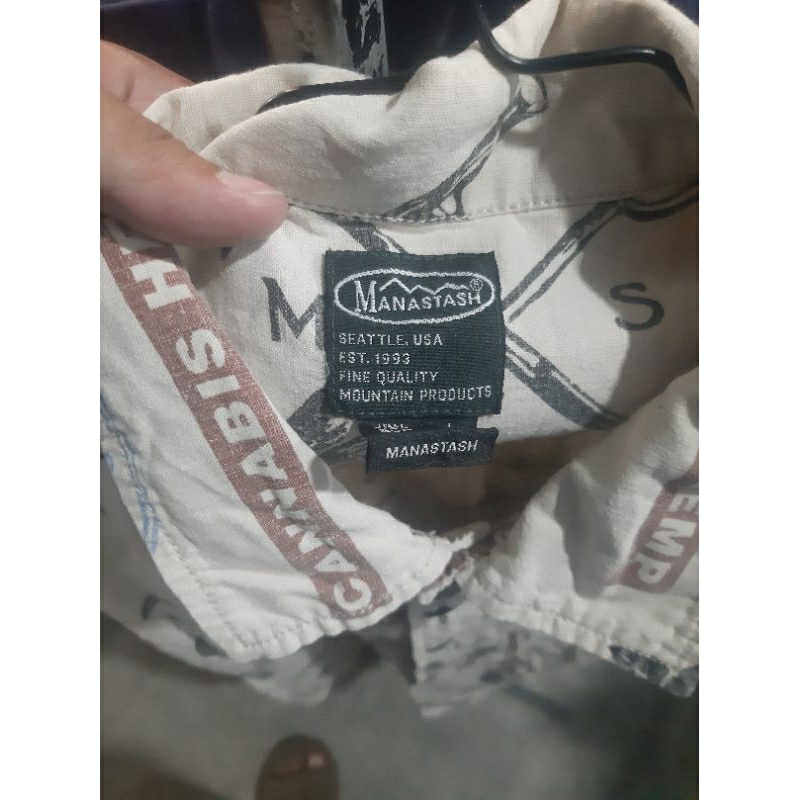 MANASTASH ®
SEATTLE, USA
EST. 1993
FINE QUALITY
MOUNTAIN PRODUCTS
MANASTASH
M
S
CANNABIS H
EMP